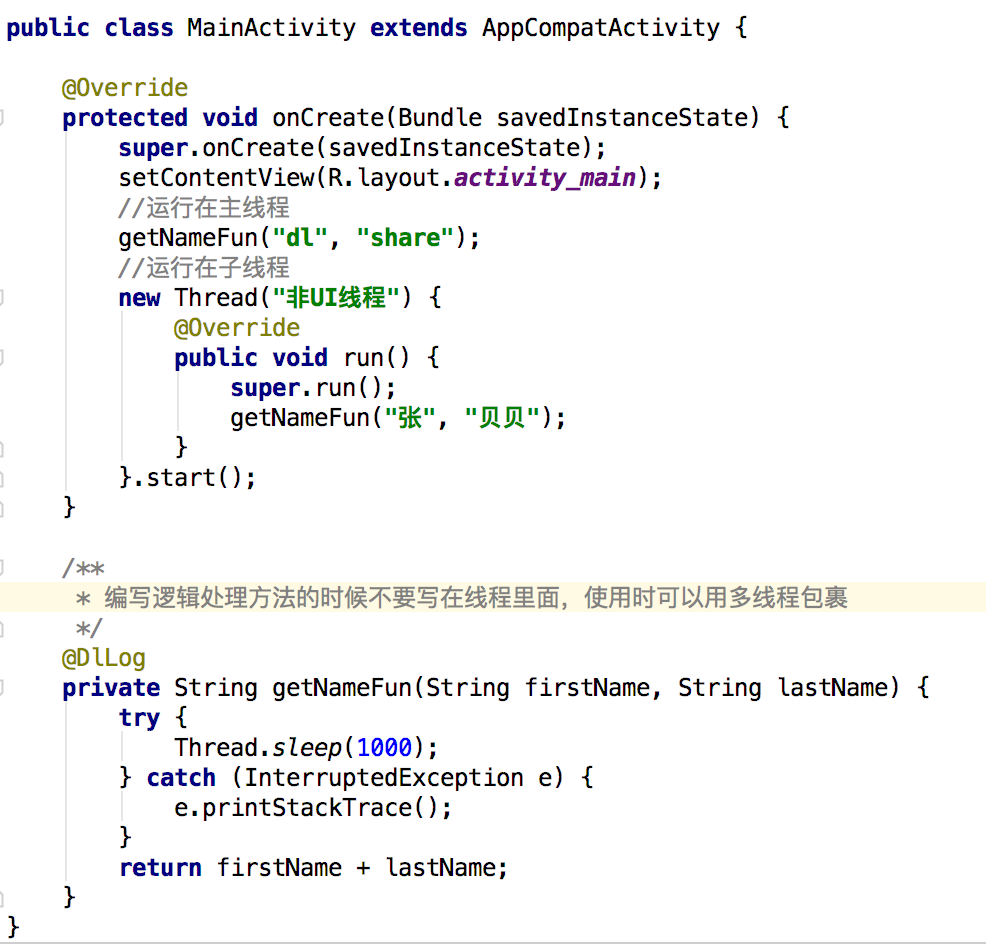 public class MainActivity extends AppCompatActivity {
@Override
protected void onCreate(Bundle savedInstanceState) {
super.onCreate(savedInstanceState);
setContentView(R.layout.activity_main);
//运行在主线程
getNameFun("dl", "share");
//运行在子线程
new Thread("非UI线程") {
@Override
public void run() {
super.run();
getNameFun("张", "贝贝");
}
}.start();
}
/**
* 编写逻辑处理方法的时候不要写在线程里面，使用时可以用多线程包裹
*/
@DlLog
private String getNameFun(String firstName, String lastName) {
try {
Thread.sleep(1000);
} catch (InterruptedException e) {
e.printStackTrace();
}
return firstName + lastName;
}
}